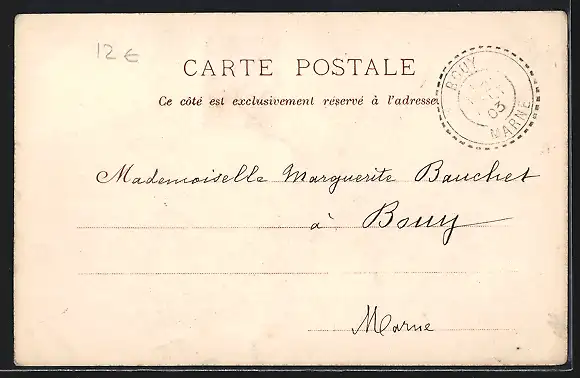 12 €
CARTE POSTALE
Ce côté est exclusivement réservé à l'adresse
BOUY
03
MARNE
Mademoiselle Marguerite Bauchet
à Bouy
Marne